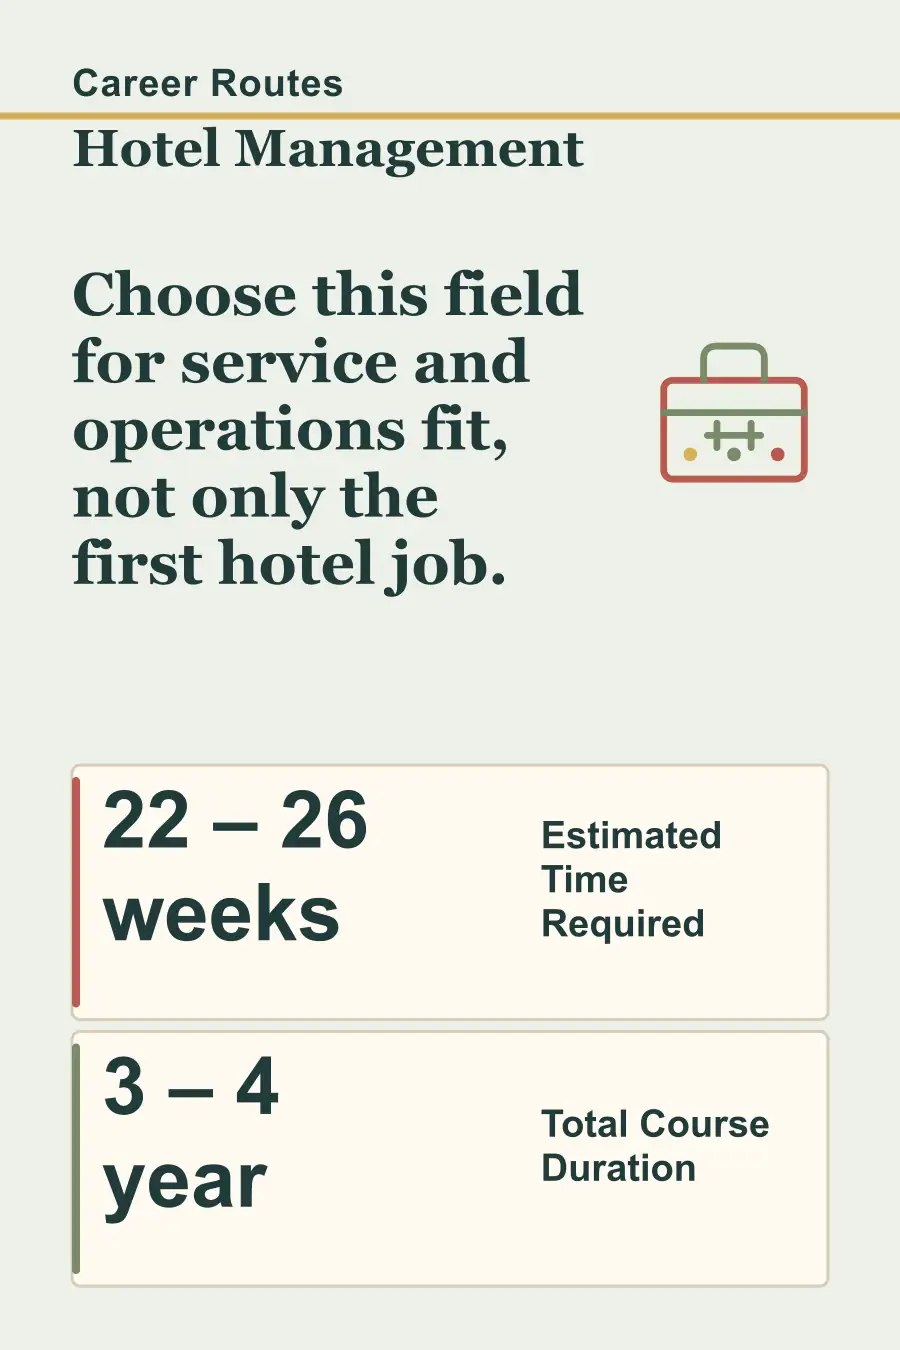 Career Routes
Hotel Management
Choose this field
for service and
operations fit,
not only the
first hotel job.
22 – 26
weeks
Estimated
Time
Required
3 – 4
year
Total Course
Duration